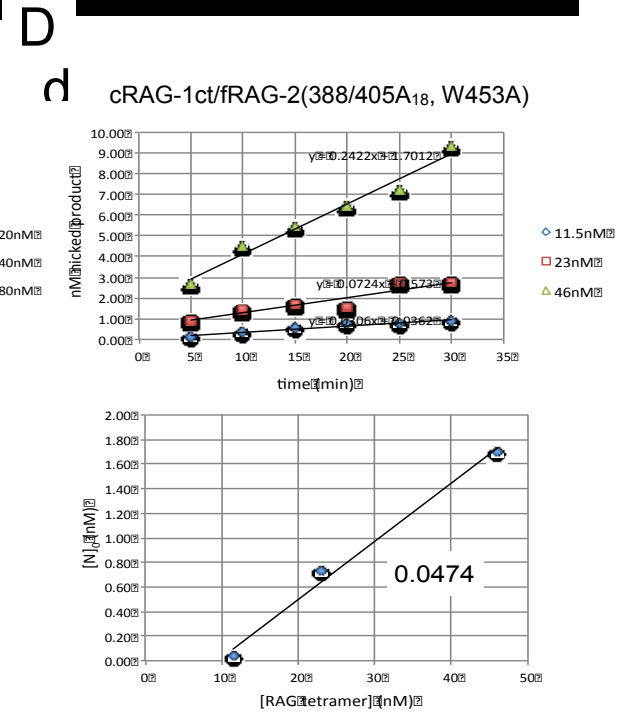 D
d
cRAG-1ct/fRAG-2(388/405A₁₈, W453A)
10.00
9.00
8.00
7.00
6.00
5.00
4.00
3.00
2.00
1.00
0.00
nM nicked product
y = 0.2422x + 1.7012
y = 0.0724x + 0.573
0 5 10 15 20 25 30 35
time (min)
20nM
40nM
80nM
11.5nM
23nM
46nM
2.00
1.80
1.60
1.40
1.20
1.00
0.80
0.60
0.40
0.20
0.00
[N]₀ (nM)
0.0474
0 10 20 30 40 50
[RAG tetramer] (nM)